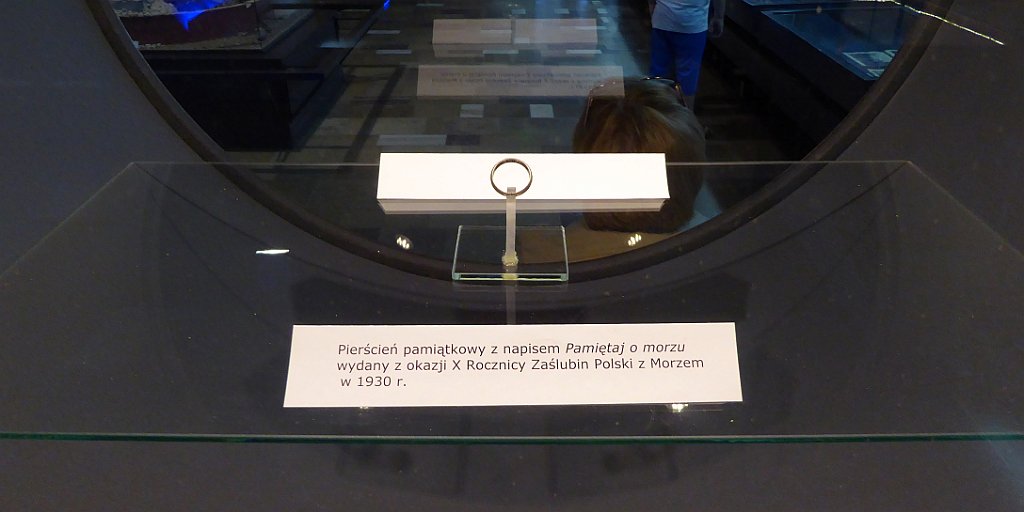 Pierścień pamiątkowy z napisem Pamiętaj o morzu
wydany z okazji X Rocznicy Zaślubin Polski z Morzem
w 1930 r.